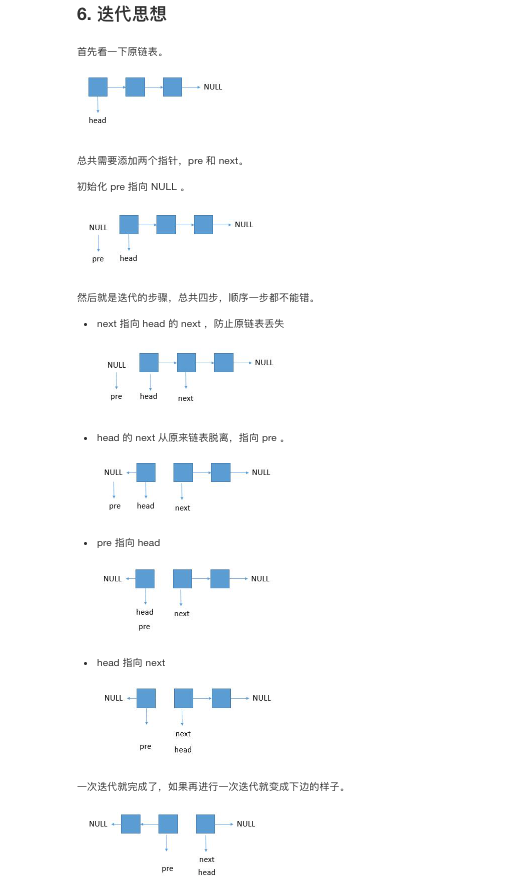 6. 迭代思想
首先看一下原链表。
NULL
head
总共需要添加两个指针，pre 和 next。
初始化 pre 指向 NULL 。
NULL NULL
pre head
然后就是迭代的步骤，总共四步，顺序一步都不能错。
• next 指向 head 的 next ，防止原链表丢失
NULL NULL
pre head next
• head 的 next 从原来链表脱离，指向 pre 。
NULL NULL
pre head next
• pre 指向 head
NULL NULL
head next
pre
• head 指向 next
NULL NULL
next
pre head
一次迭代就完成了，如果再进行一次迭代就变成下边的样子。
NULL NULL
next
pre head